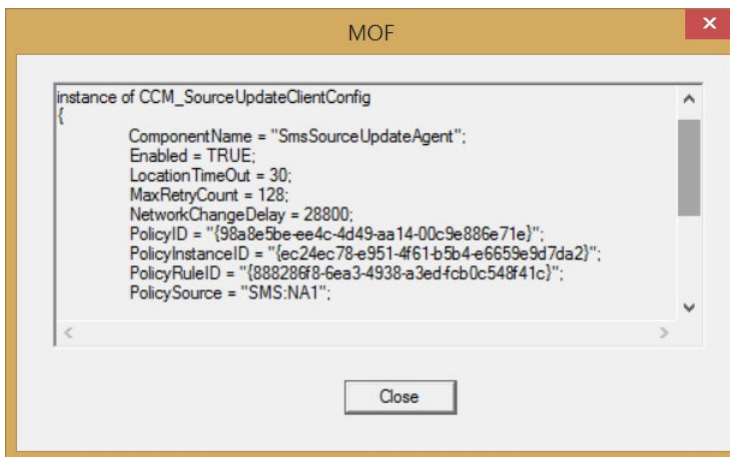 MOF
instance of CCM_SourceUpdateClientConfig
{
ComponentName = "SmsSourceUpdateAgent";
Enabled = TRUE;
LocationTimeOut = 30;
MaxRetryCount = 128;
NetworkChangeDelay = 28800;
PolicyID = "{98a8e5be-ee4c-4d49-aa14-00c9e886e71e}";
PolicyInstanceID = "{ec24ec78-e951-4f61-b5b4-e6659e9d7da2}";
PolicyRuleID = "{888286f8-6ea3-4938-a3ed-fcb0c548f41c}";
PolicySource = "SMS:NA1";
Close